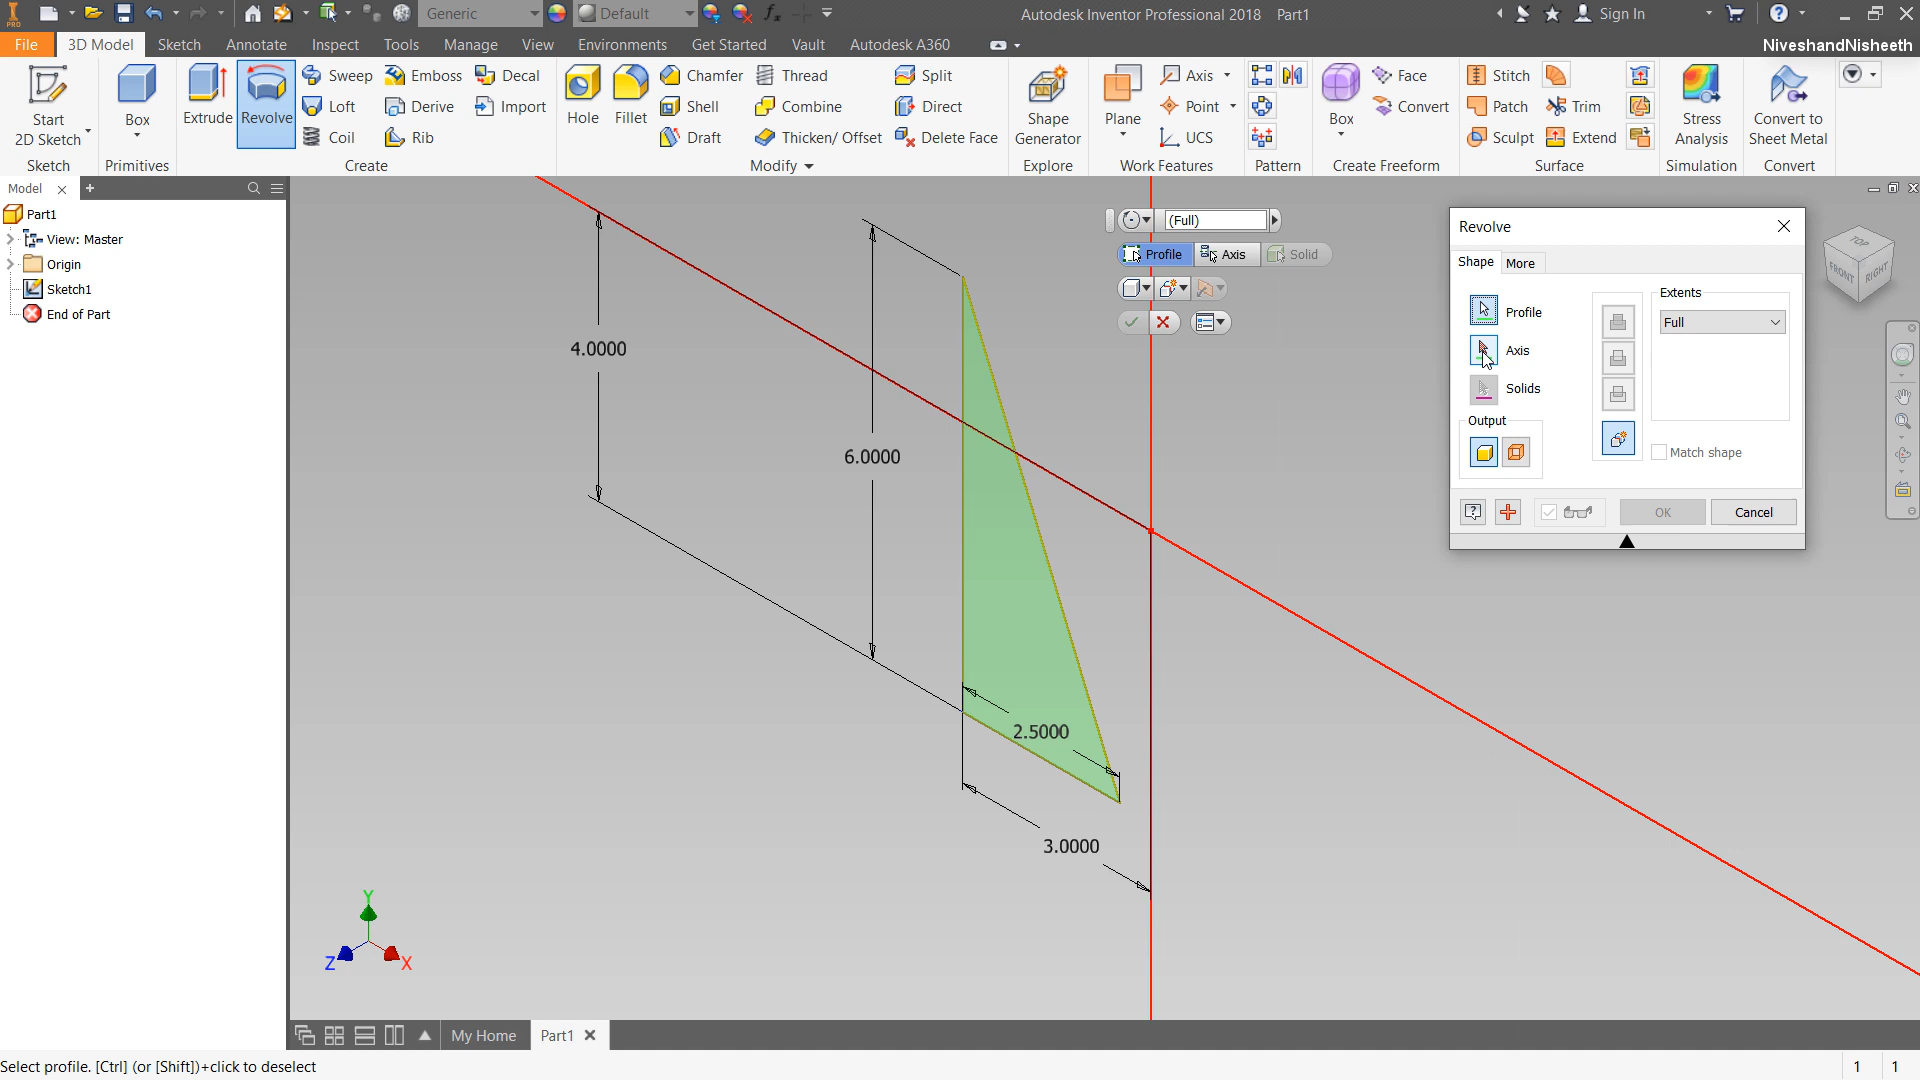 PRO
Generic
Default
fx
Autodesk Inventor Professional 2018 Part1
Sign In
File
3D Model
Sketch
Annotate
Inspect
Tools
Manage
View
Environments
Get Started
Vault
Autodesk A360
NiveshandNisheeth
Start
2D Sketch
Box
Extrude
Revolve
Sweep
Loft
Coil
Emboss
Derive
Rib
Decal
Import
Hole
Fillet
Chamfer
Shell
Draft
Thread
Combine
Thicken/ Offset
Split
Direct
Delete Face
Shape
Generator
Plane
Axis
Point
UCS
Box
Face
Convert
Stitch
Patch
Sculpt
Trim
Extend
Stress
Analysis
Convert to
Sheet Metal
Sketch
Primitives
Create
Modify
Explore
Work Features
Pattern
Create Freeform
Surface
Simulation
Convert
Model
Part1
View: Master
Origin
Sketch1
End of Part
(Full)
Profile
Axis
Solid
Revolve
Shape
More
Profile
Axis
Solids
Output
Extents
Full
Match shape
OK
Cancel
TOP
FRONT
RIGHT
4.0000
6.0000
2.5000
3.0000
Y
Z
X
My Home
Part1
Select profile. [Ctrl] (or [Shift])+click to deselect
1
1